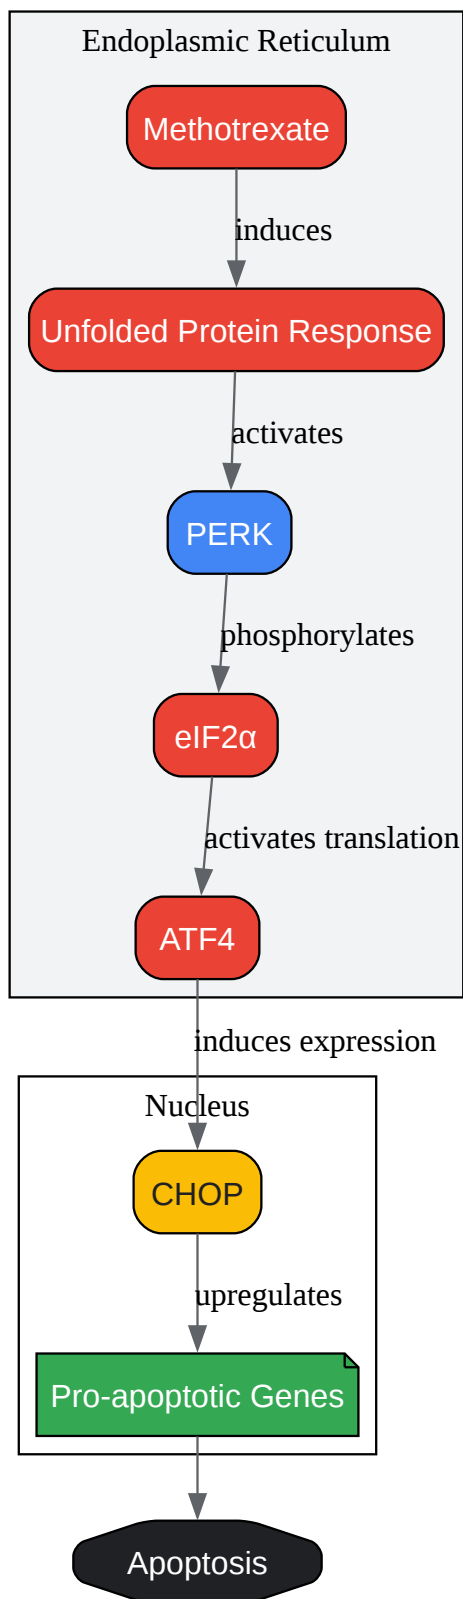 Endoplasmic Reticulum
Methotrexate
induces
Unfolded Protein Response
activates
PERK
phosphorylates
eIF2α
activates translation
ATF4
induces expression
Nucleus
CHOP
upregulates
Pro-apoptotic Genes
Apoptosis